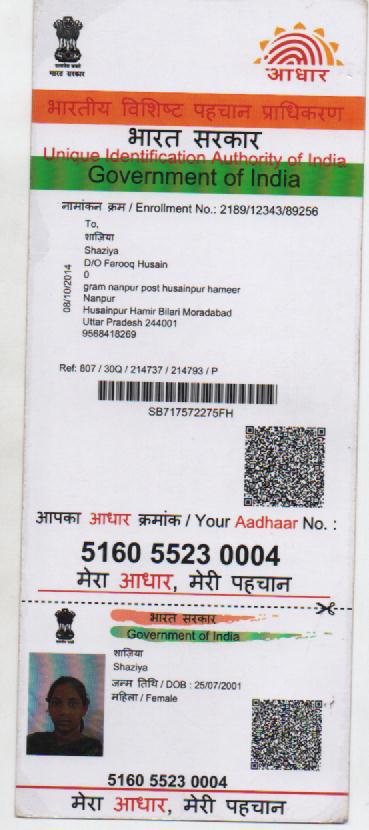 भारत सरकार
आधार
भारतीय विशिष्ट पहचान प्राधिकरण
भारत सरकार
Unique Identification Authority of India
Government of India
नामांकन क्रम / Enrollment No.: 2189/12343/89256
To,
शाज़िया
Shaziya
D/O Farooq Husain
0
gram nanpur post husainpur hameer
Nanpur
Husainpur Hamir Bilari Moradabad
Uttar Pradesh 244001
9568418269
08/10/2014
Ref: 807 / 30Q / 214737 / 214793 / P
SB717572275FH
आपका आधार क्रमांक / Your Aadhaar No. :
5160 5523 0004
मेरा आधार, मेरी पहचान
भारत सरकार
Government of India
शाज़िया
Shaziya
जन्म तिथि / DOB : 25/07/2001
महिला / Female
5160 5523 0004
मेरा आधार, मेरी पहचान